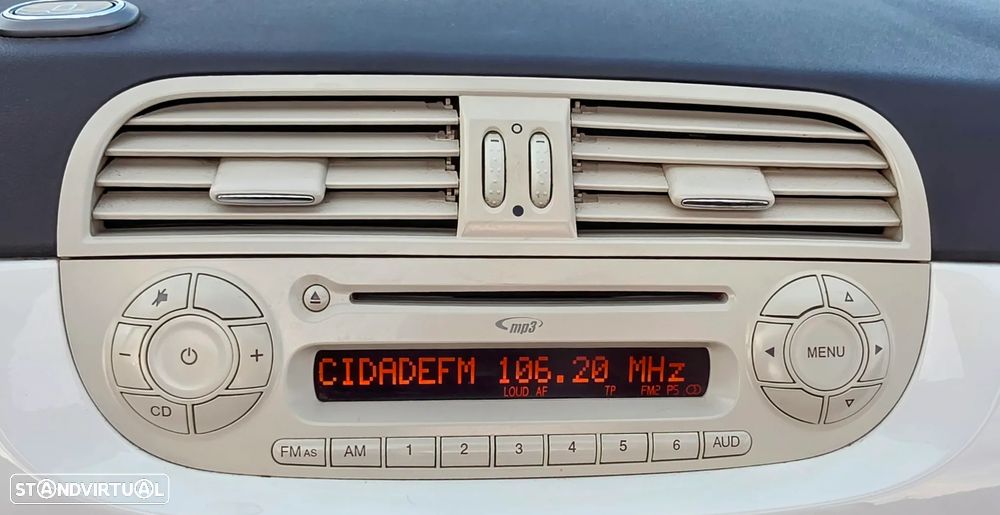 mp3
CIDADEFM 106.20 MHz
LOUD AF TP FM2 P5
MENU
CD
FM AS AM 1 2 3 4 5 6 AUD
STANDVIRTUAL